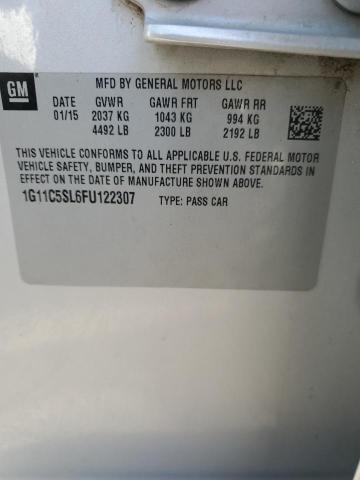 GM
MFD BY GENERAL MOTORS LLC
DATE GVWR GAWR FRT GAWR RR
01/15 2037 KG 1043 KG 994 KG
4492 LB 2300 LB 2192 LB
THIS VEHICLE CONFORMS TO ALL APPLICABLE U.S. FEDERAL MOTOR
VEHICLE SAFETY, BUMPER, AND THEFT PREVENTION STANDARDS IN
EFFECT ON THE DATE OF MANUFACTURE SHOWN ABOVE.
1G11C5SL6FU122307 TYPE: PASS CAR